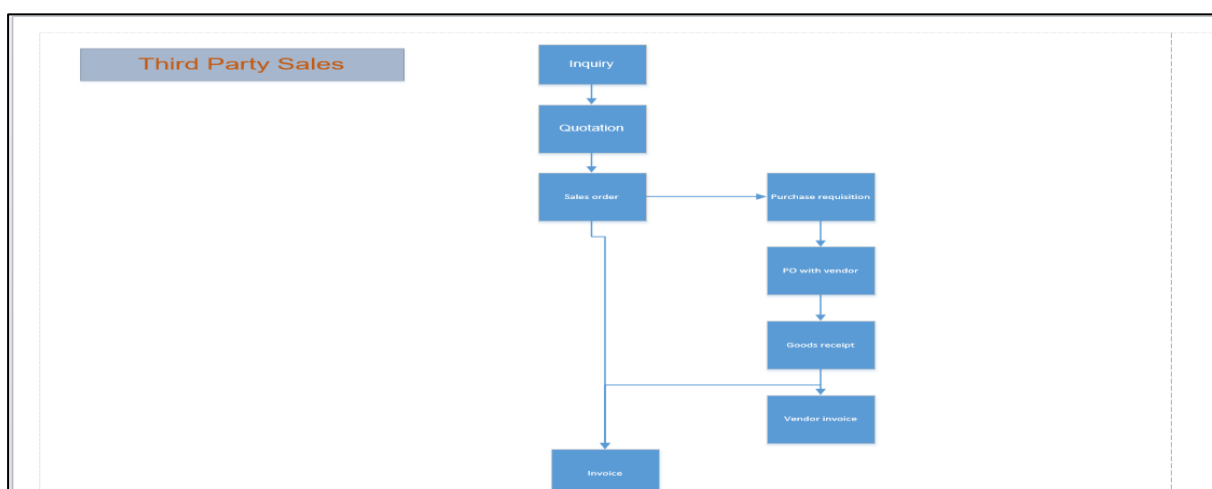 Third Party Sales
Inquiry
Quotation
Sales order
Purchase requisition
PO with vendor
Goods receipt
Vendor invoice
Invoice